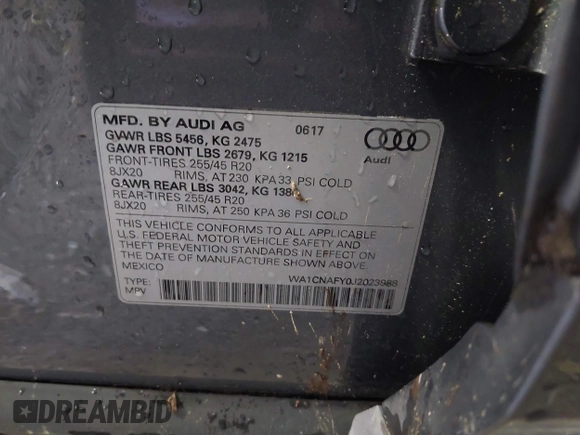 MFD. BY AUDI AG 0617
GVWR LBS 5456, KG 2475
GAWR FRONT LBS 2679, KG 1215
FRONT-TIRES 255/45 R20
8JX20 RIMS, AT 230 KPA 33 PSI COLD
GAWR REAR LBS 3042, KG 1380
REAR-TIRES 255/45 R20
8JX20 RIMS, AT 250 KPA 36 PSI COLD
Audi
THIS VEHICLE CONFORMS TO ALL APPLICABLE
U.S. FEDERAL MOTOR VEHICLE SAFETY AND
THEFT PREVENTION STANDARDS IN EFFECT ON
THE DATE OF MANUFACTURE SHOWN ABOVE.
MEXICO
TYPE: WA1CNAFY0J2023988
MPV
DREAMBID